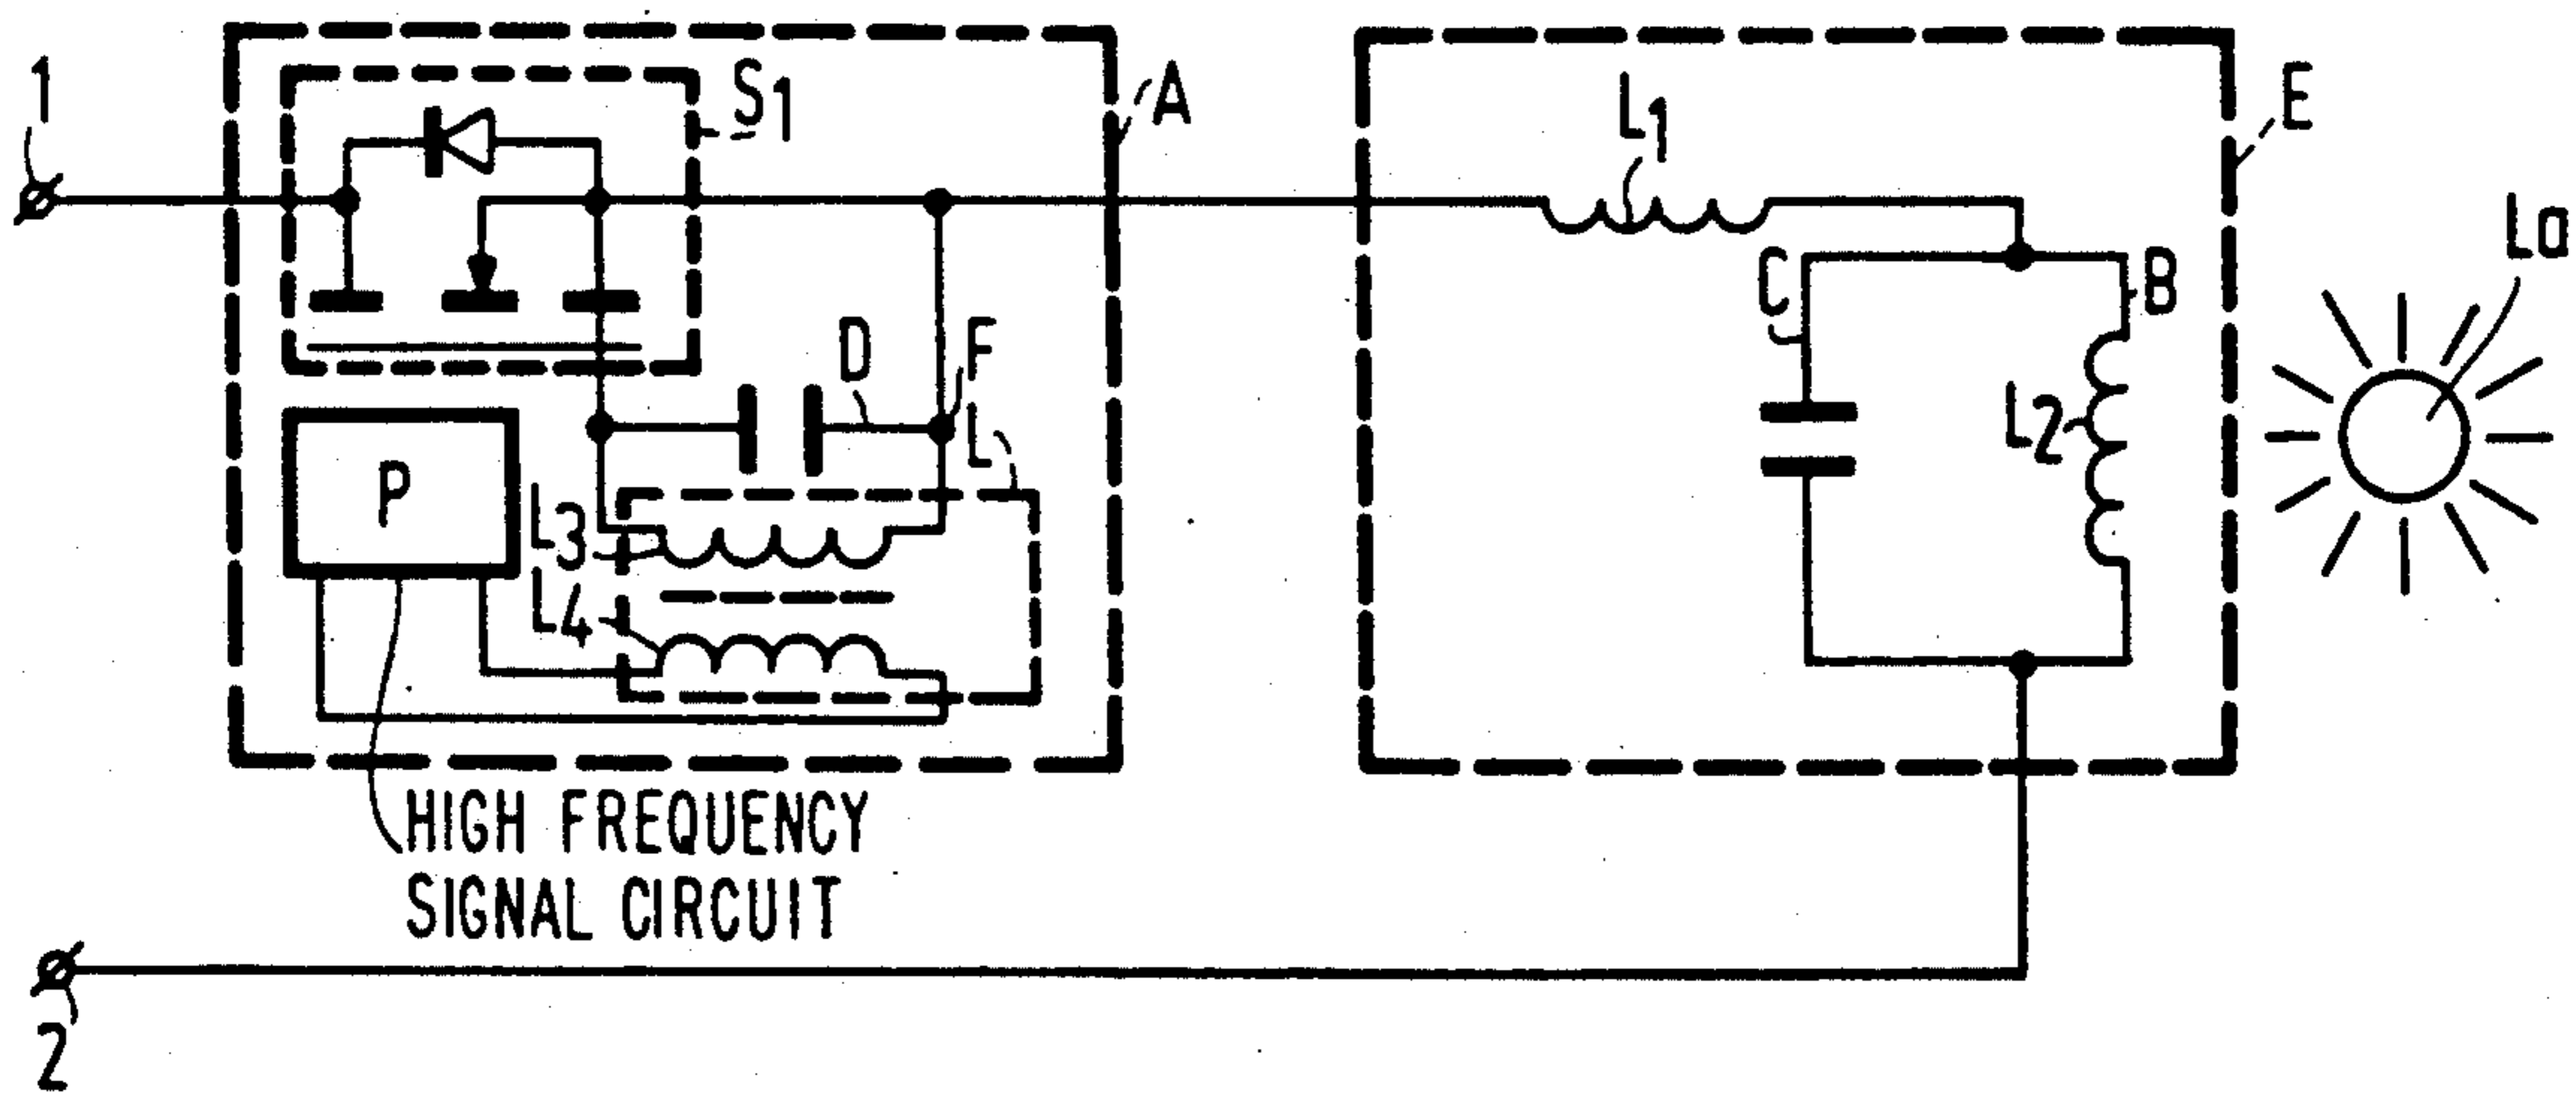 1
S1
A
L1
E
La
C
B
D
F
L
L2
P
L3
L4
HIGH FREQUENCY
SIGNAL CIRCUIT
2